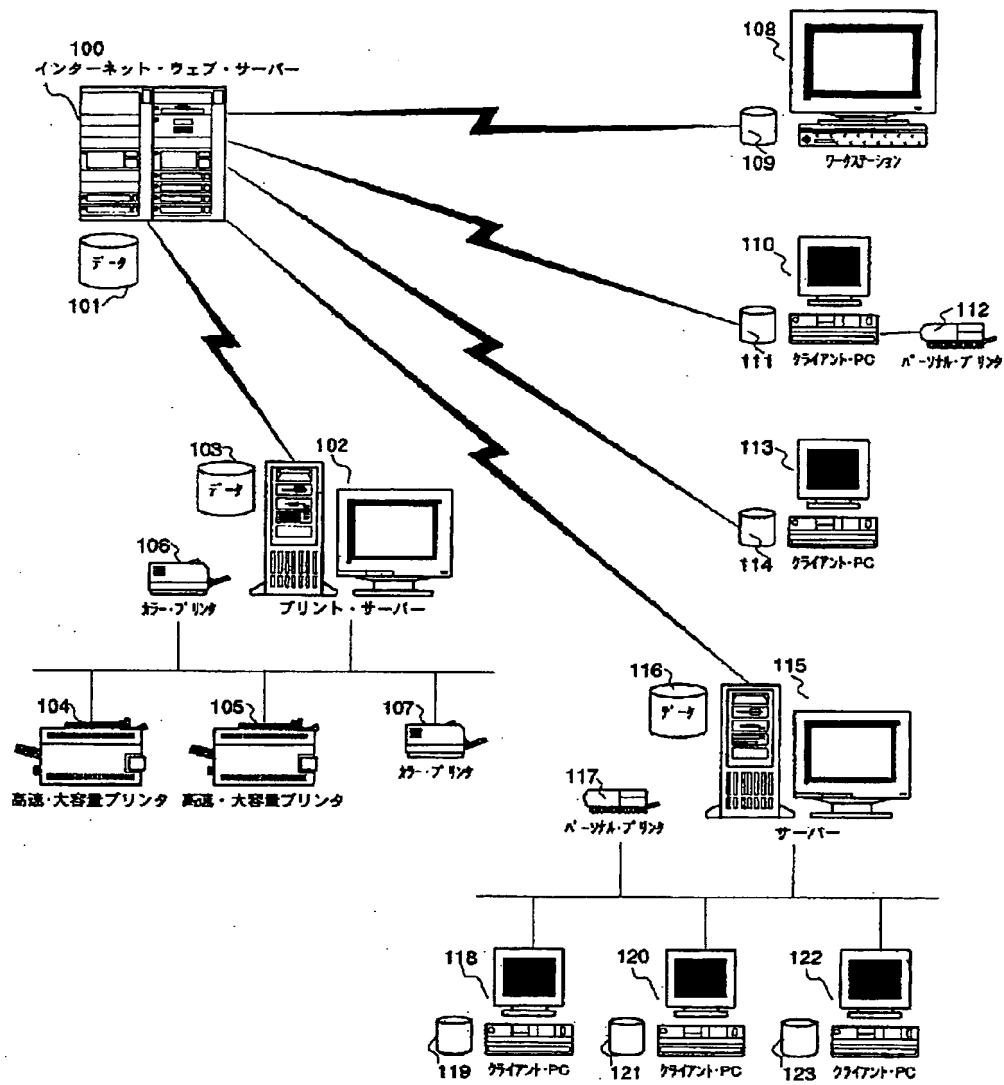 100
インターネット・ウェブ・サーバー
データ
101
108
109
ワークステーション
110
111
クライアント・PC
112
パーソナル・プリンタ
113
114
クライアント・PC
103
データ
102
プリント・サーバー
106
カラー・プリンタ
104
高速・大容量プリンタ
105
高速・大容量プリンタ
107
カラー・プリンタ
116
データ
115
サーバー
117
パーソナル・プリンタ
118
119
クライアント・PC
120
121
クライアント・PC
122
123
クライアント・PC